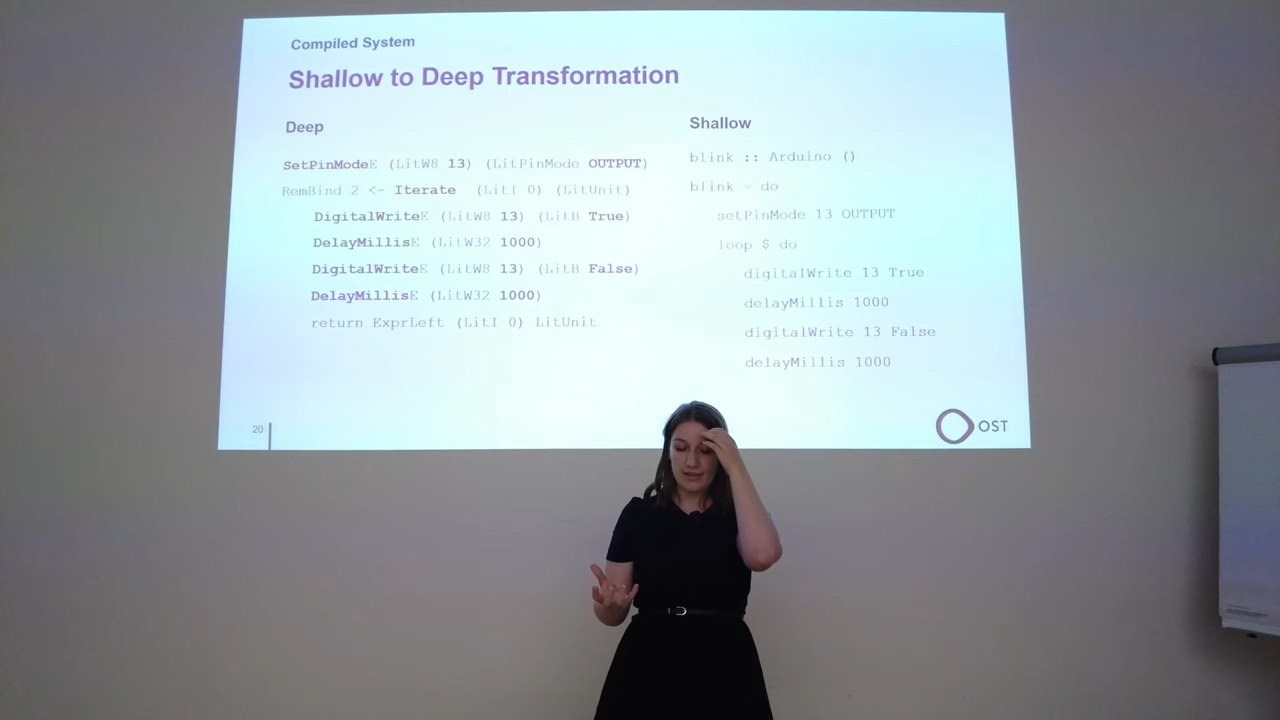 Compiled System
Shallow to Deep Transformation
Deep
SetPinModeE (LitW8 13) (LitPinMode OUTPUT)
RemBind 2 <- Iterate (LitI 0) (LitUnit)
DigitalWriteE (LitW8 13) (LitB True)
DelayMillisE (LitW32 1000)
DigitalWriteE (LitW8 13) (LitB False)
DelayMillisE (LitW32 1000)
return ExprLeft (LitI 0) LitUnit
Shallow
blink :: Arduino ()
blink = do
setPinMode 13 OUTPUT
loop $ do
digitalWrite 13 True
delayMillis 1000
digitalWrite 13 False
delayMillis 1000
20
OST